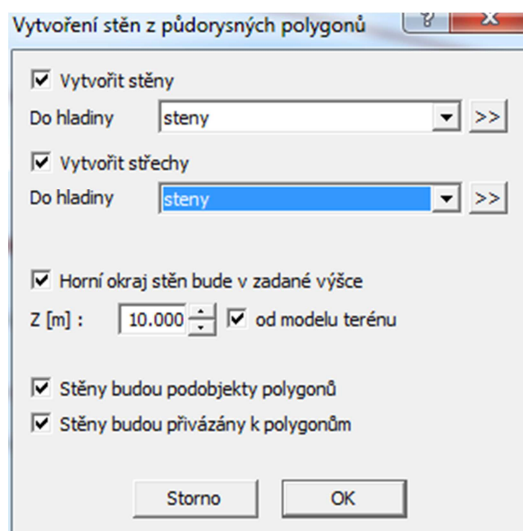 Vytvoření stěn z půdorysných polygonů ?
Vytvořit stěny
Do hladiny steny >>
Vytvořit střechy
Do hladiny steny >>
Horní okraj stěn bude v zadané výšce
Z [m] : 10.000 od modelu terénu
Stěny budou podobjekty polygonů
Stěny budou přivázány k polygonům
Storno OK